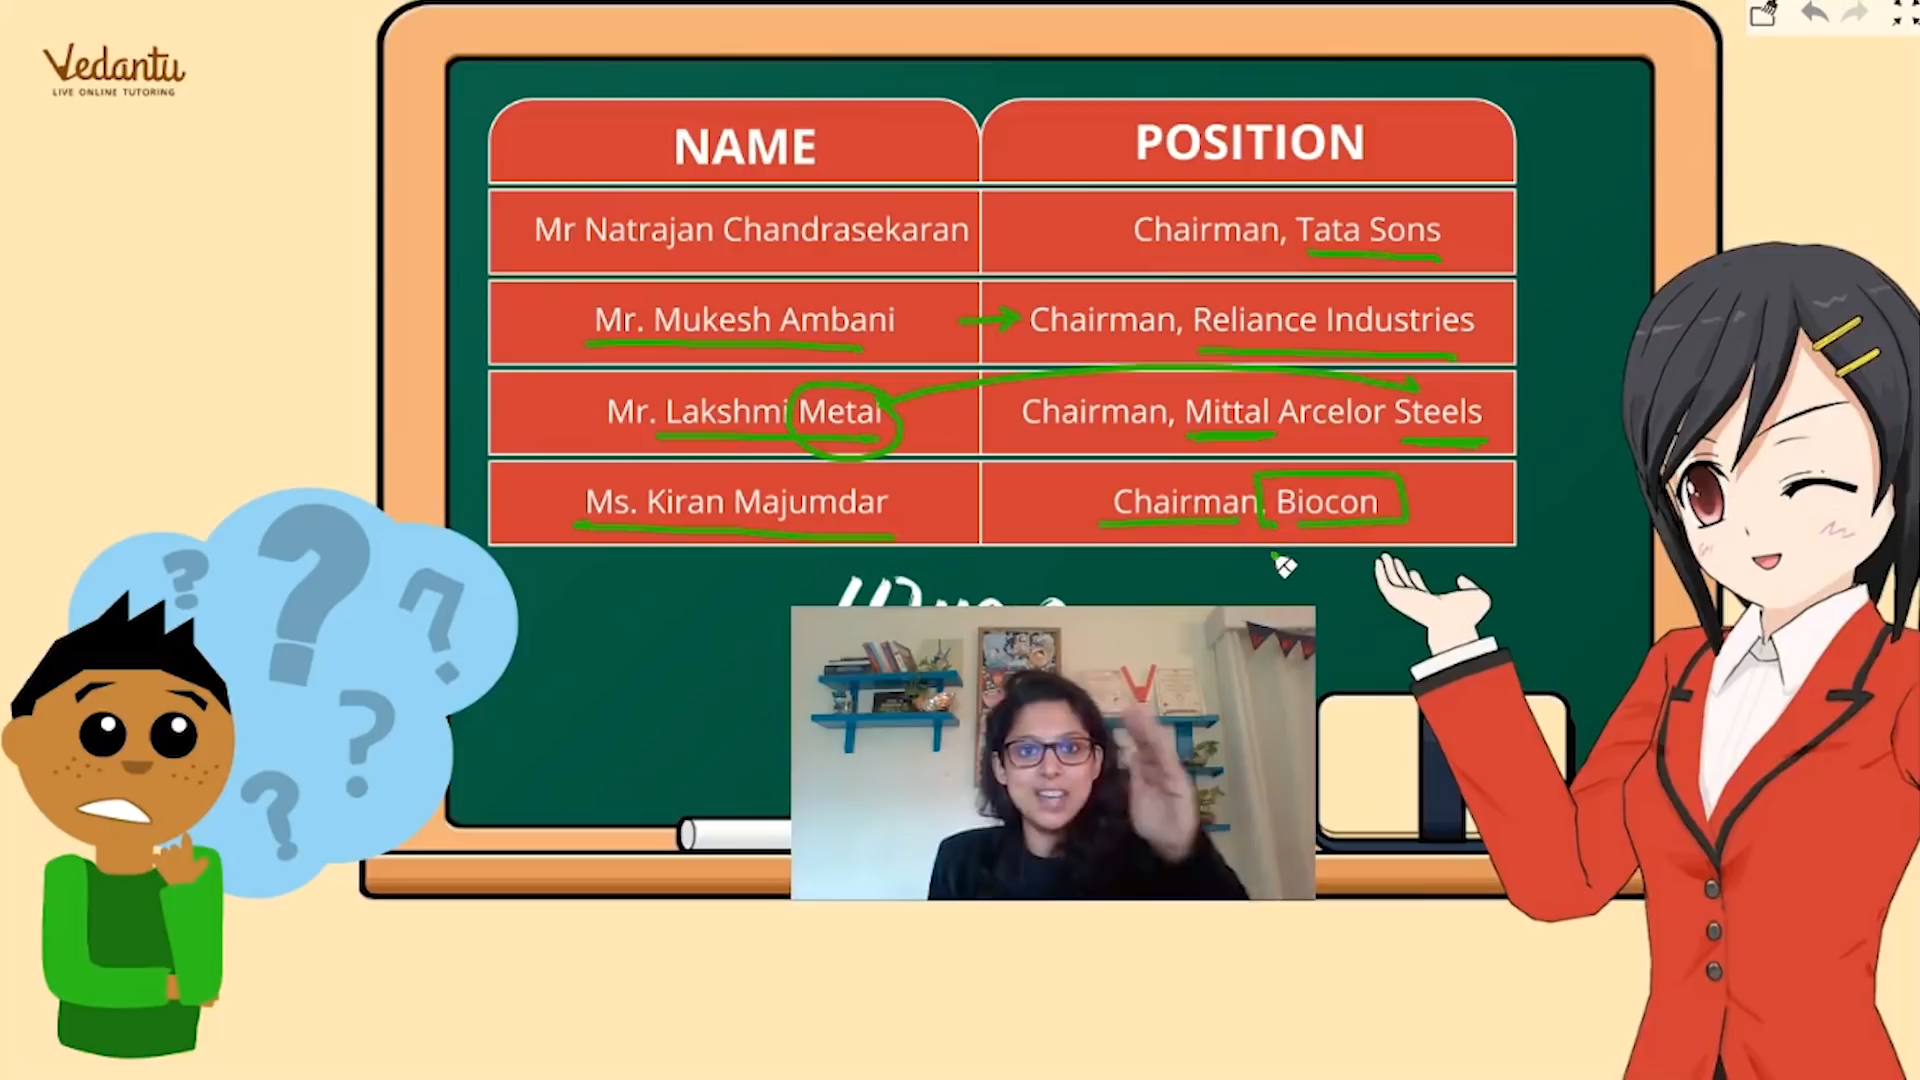 Vedantu
LIVE ONLINE TUTORING
NAME POSITION
Mr Natrajan Chandrasekaran Chairman, Tata Sons
Mr. Mukesh Ambani Chairman, Reliance Industries
Mr. Lakshmi Metal Chairman, Mittal Arcelor Steels
Ms. Kiran Majumdar Chairman, Biocon
? ? ? ? ?